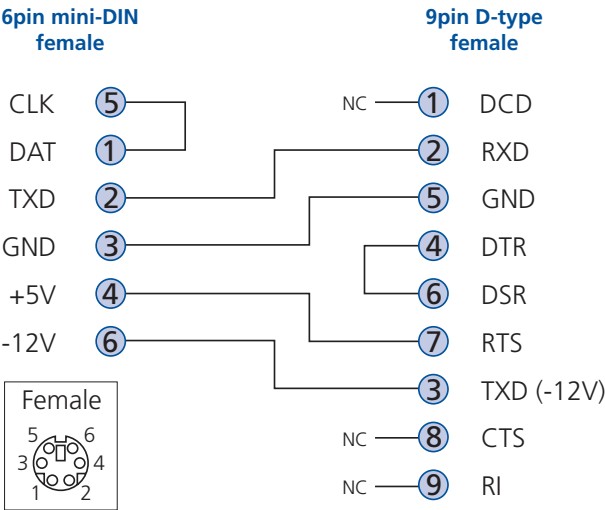 6pin mini-DIN
female
9pin D-type
female
CLK 5 NC 1 DCD
DAT 1 2 RXD
TXD 2 5 GND
GND 3 4 DTR
+5V 4 6 DSR
-12V 6 7 RTS
3 TXD (-12V)
NC 8 CTS
NC 9 RI
Female
5 6
3 4
1 2